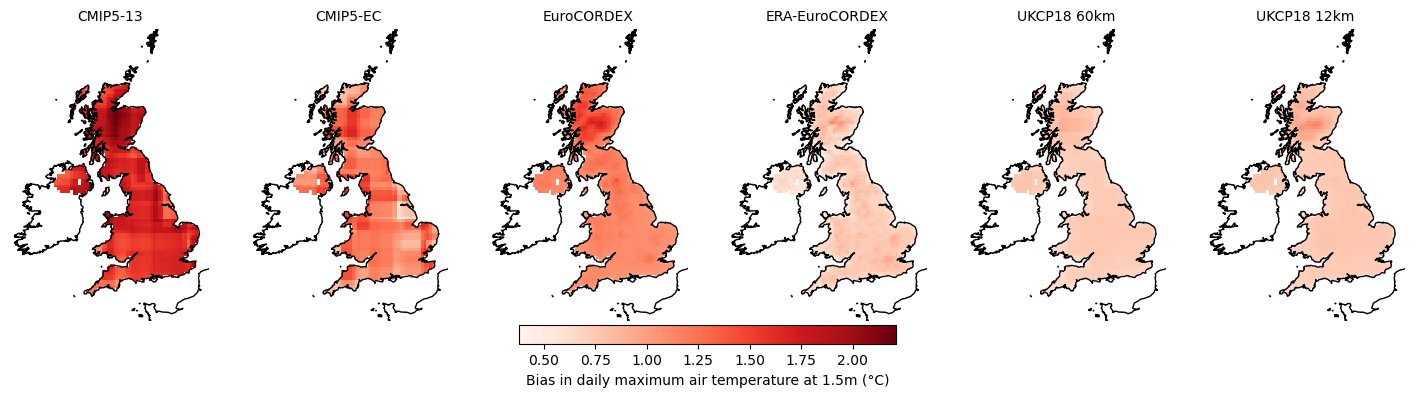 CMIP5-13
CMIP5-EC
EuroCORDEX
ERA-EuroCORDEX
UKCP18 60km
UKCP18 12km
0.50 0.75 1.00 1.25 1.50 1.75 2.00
Bias in daily maximum air temperature at 1.5m (°C)